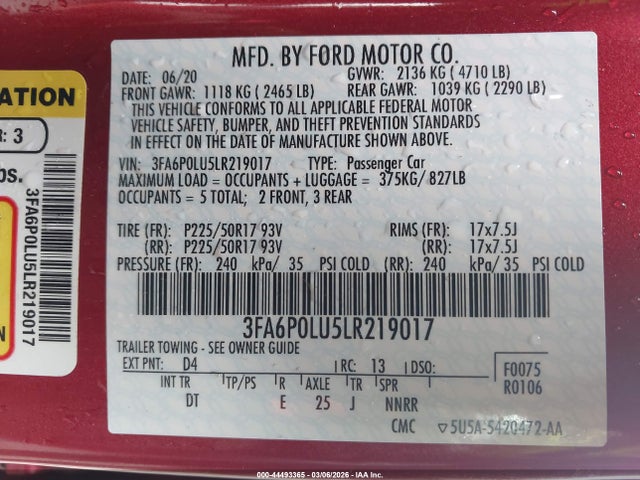 MFD. BY FORD MOTOR CO.
DATE: 06/20 GVWR: 2136 KG ( 4710 LB)
FRONT GAWR: 1118 KG ( 2465 LB) REAR GAWR: 1039 KG ( 2290 LB)
THIS VEHICLE CONFORMS TO ALL APPLICABLE FEDERAL MOTOR
VEHICLE SAFETY, BUMPER, AND THEFT PREVENTION STANDARDS
IN EFFECT ON THE DATE OF MANUFACTURE SHOWN ABOVE.
VIN: 3FA6P0LU5LR219017 TYPE: Passenger Car
MAXIMUM LOAD = OCCUPANTS + LUGGAGE = 375KG/ 827LB
OCCUPANTS = 5 TOTAL; 2 FRONT, 3 REAR
TIRE (FR): P225/50R17 93V RIMS (FR): 17x7.5J
(RR): P225/50R17 93V (RR): 17x7.5J
PRESSURE (FR): 240 kPa/ 35 PSI COLD (RR): 240 kPa/ 35 PSI COLD
3FA6P0LU5LR219017
TRAILER TOWING - SEE OWNER GUIDE
EXT PNT: D4 RC: 13 DSO: F0075
R0106
INT TR TP/PS R AXLE TR SPR
DT E 25 J NNRR
CMC ▽5U5A-5420472-AA
ATION
R: 3
bs.
3FA6P0LU5LR219017
N
000-44493365 - 03/06/2026 - IAA Inc.